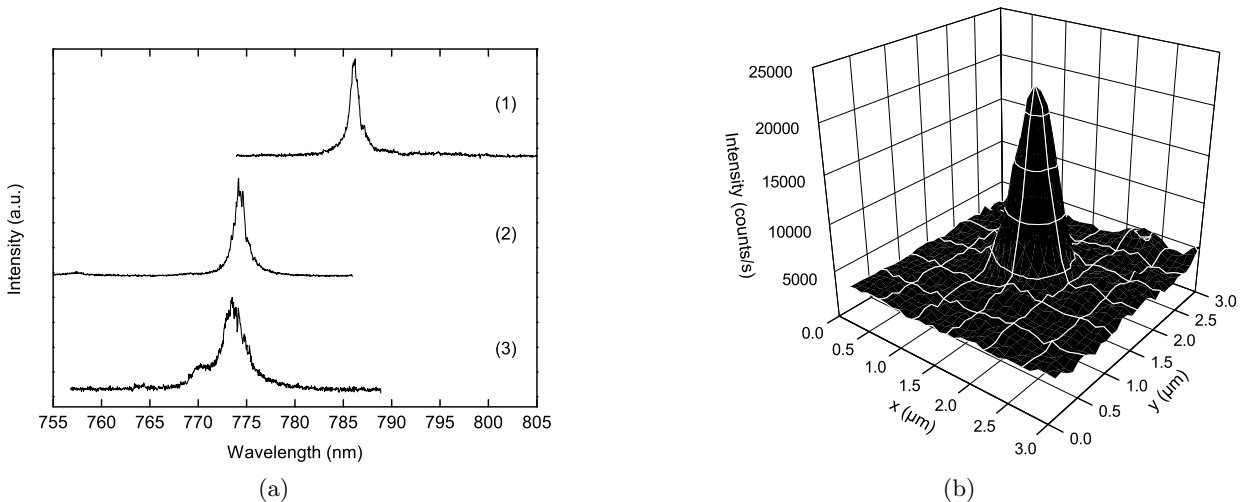 (1)
(2)
(3)
Intensity (a.u.)
755 760 765 770 775 780 785 790 795 800 805
Wavelength (nm)
(a)
25000
20000
15000
10000
5000
Intensity (counts/s)
0.0
0.5
1.0
1.5
2.0
2.5
3.0
x (µm)
0.0
0.5
1.0
1.5
2.0
2.5
3.0
y (µm)
(b)